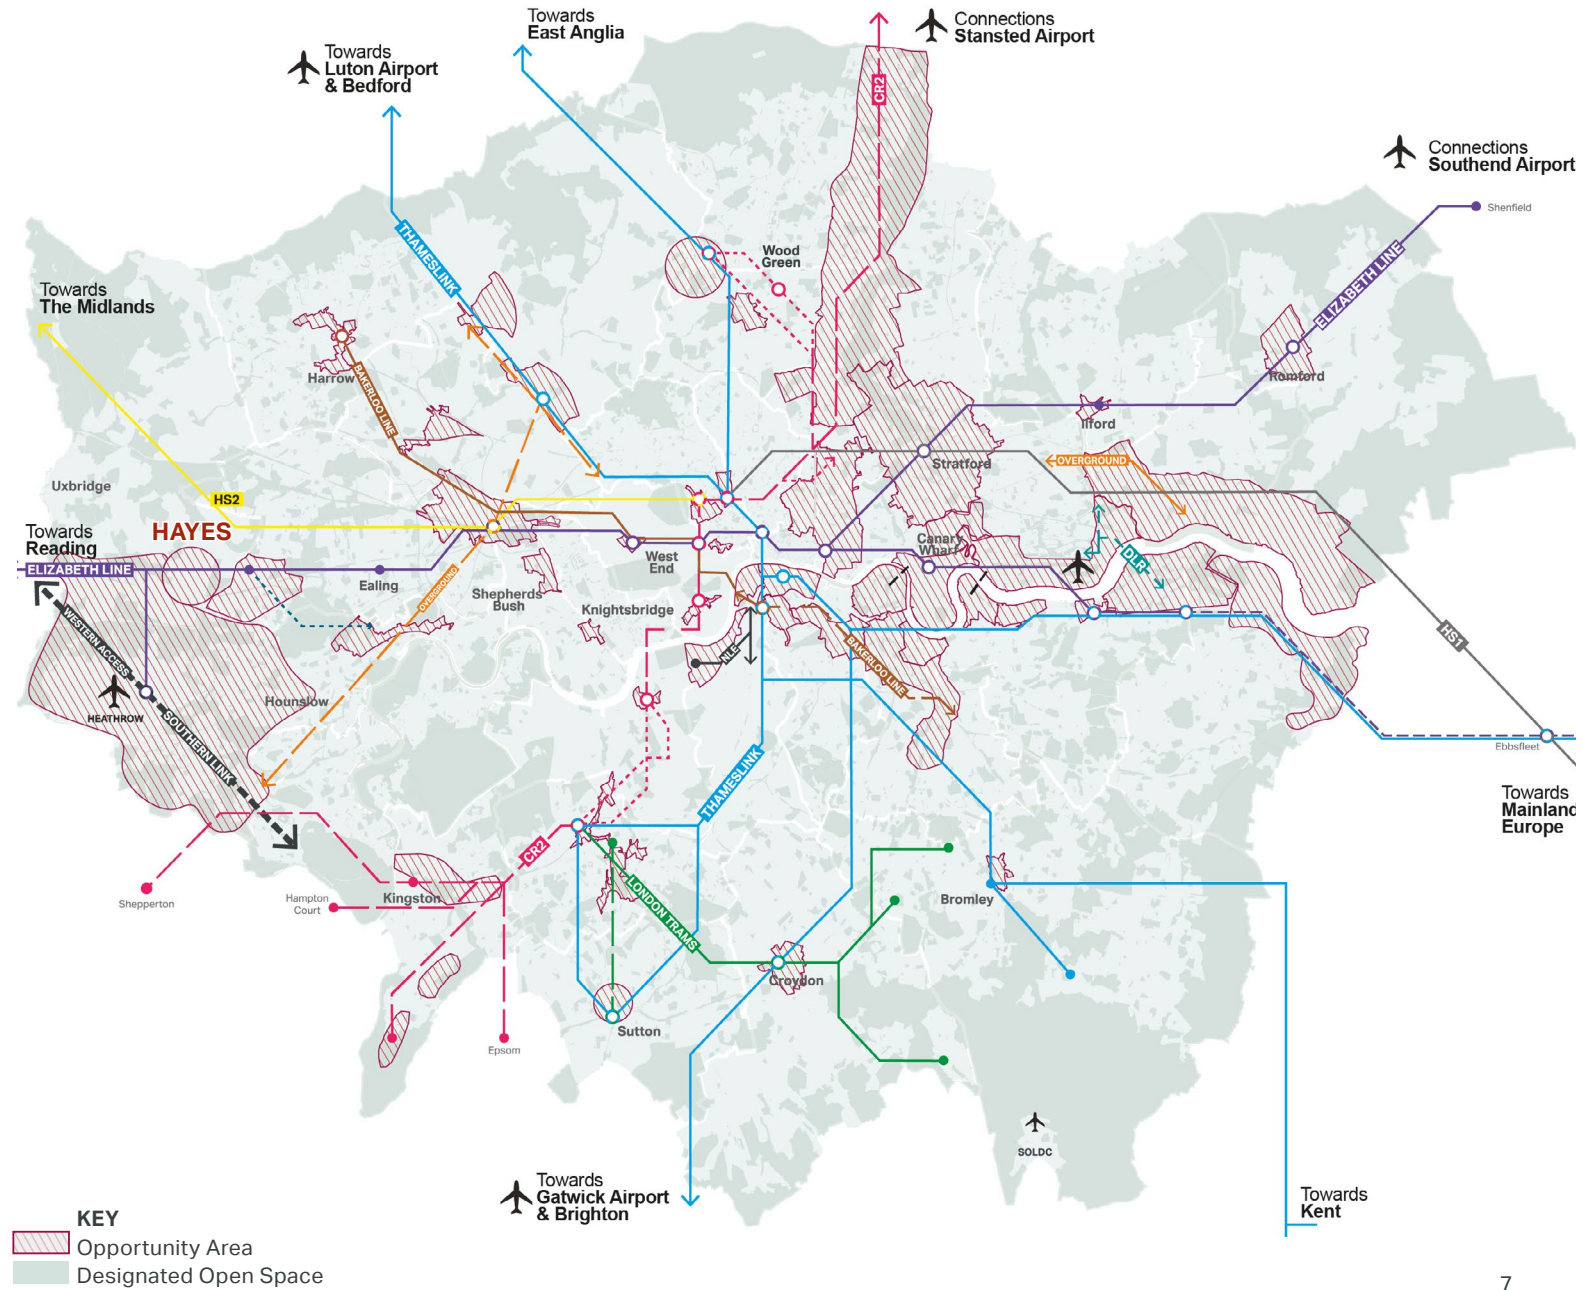 Towards
East Anglia
Connections
Stansted Airport
Towards
Luton Airport
& Bedford
CR2
Connections
Southend Airport
Shenfield
THAMESLINK
Wood
Green
ELIZABETH LINE
Towards
The Midlands
Harrow
BAKERLOO LINE
Romford
Ilford
Uxbridge
HS2
Stratford
OVERGROUND
HAYES
Towards
Reading
ELIZABETH LINE
Ealing
OVERGROUND
Shepherds
Bush
West
End
Knightsbridge
Canary
Wharf
DLR
WESTERN ACCESS
HEATHROW
SOUTHERN LINK
Hounslow
NLE
BAKERLOO LINE
HS1
Ebbsfleet
Towards
Mainland
Europe
THAMESLINK
CR2
Shepperton
Hampton
Court
Kingston
LONDON TRAMS
Bromley
Croydon
Sutton
Epsom
SOLDC
Towards
Gatwick Airport
& Brighton
Towards
Kent
KEY
Opportunity Area
Designated Open Space
7